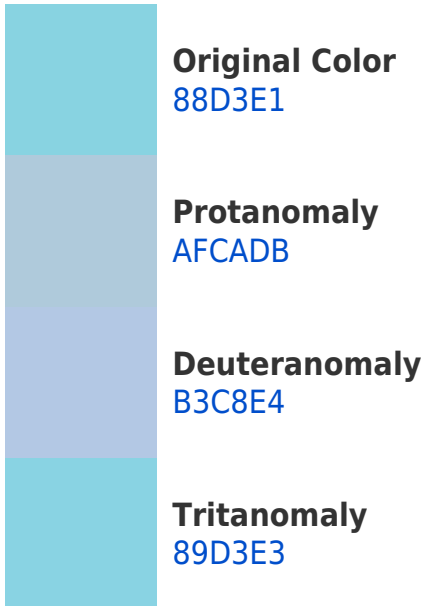 Original Color
88D3E1
Protanomaly
AFCADB
Deuteranomaly
B3C8E4
Tritanomaly
89D3E3